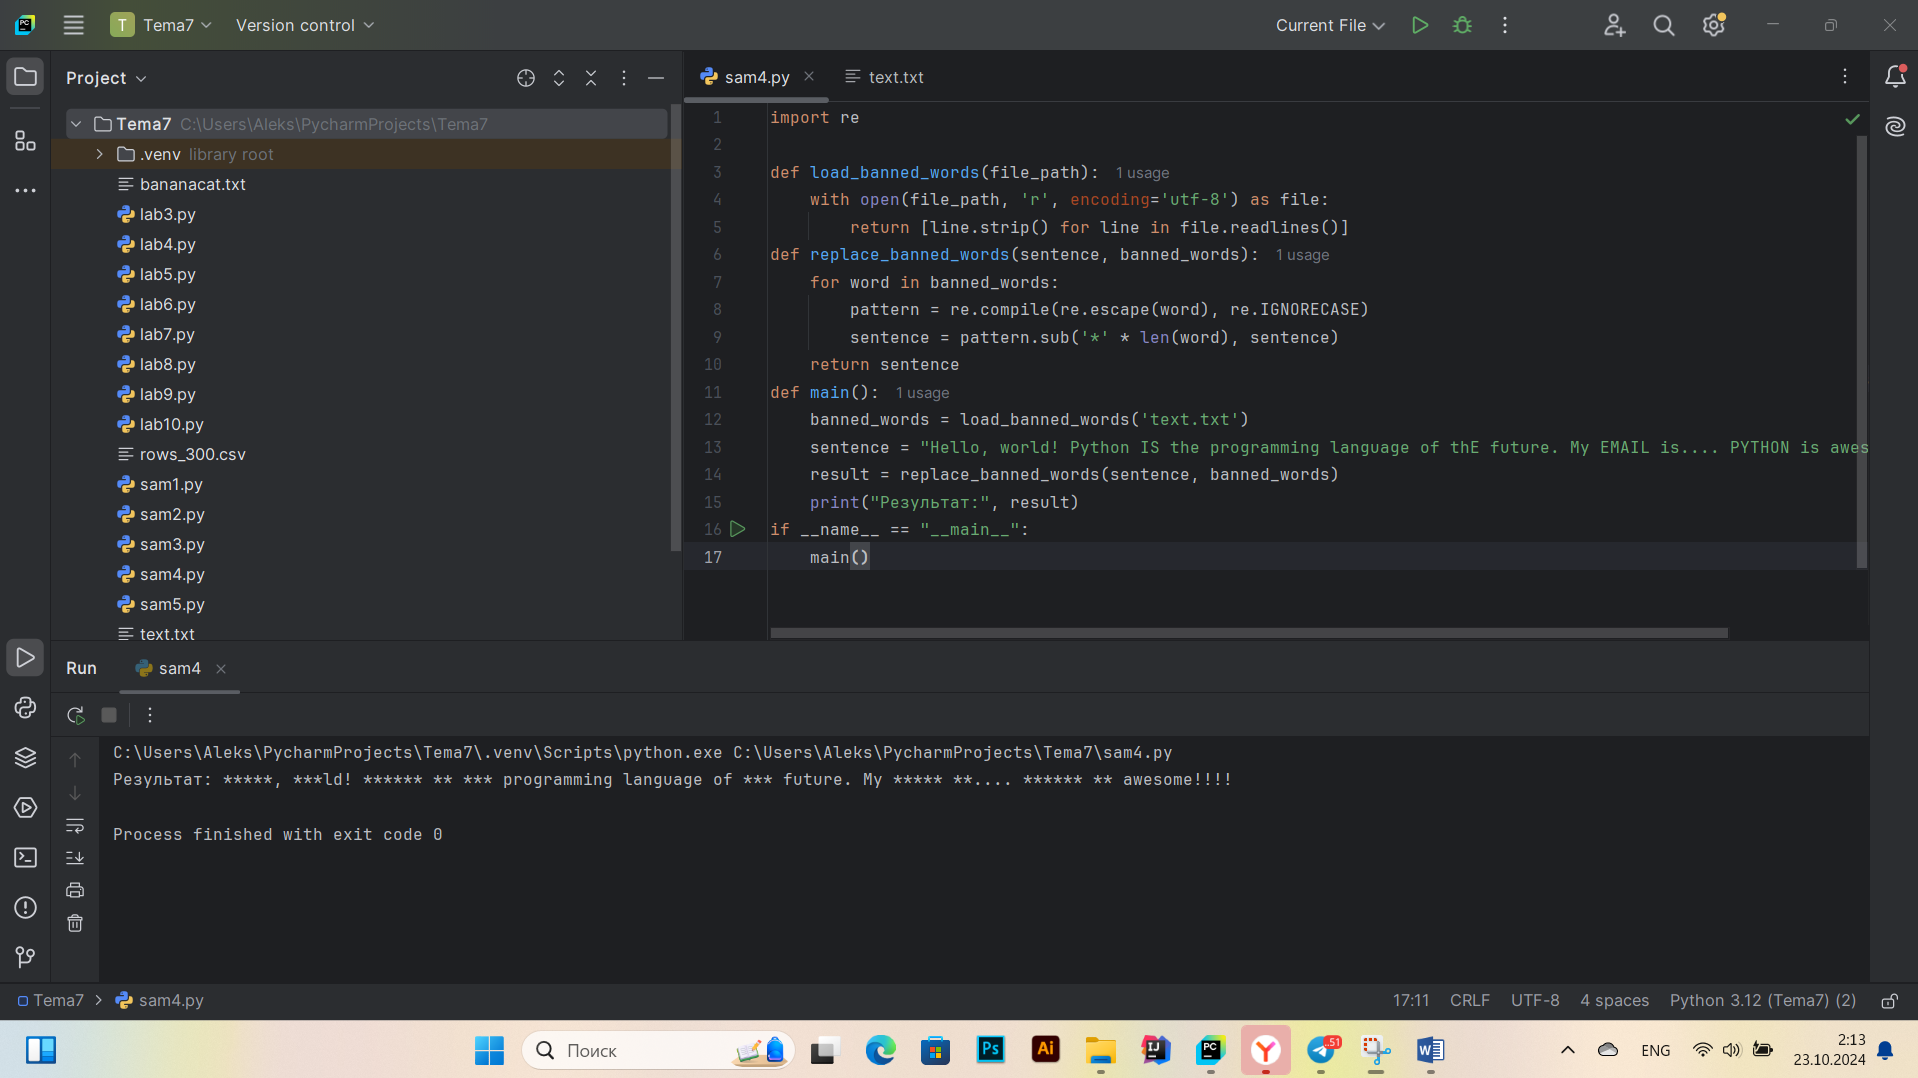 T Tema7 Version control Current File
Project
sam4.py
text.txt
Tema7 C:\Users\Aleks\PycharmProjects\Tema7
.venv library root
bananacat.txt
lab3.py
lab4.py
lab5.py
lab6.py
lab7.py
lab8.py
lab9.py
lab10.py
rows_300.csv
sam1.py
sam2.py
sam3.py
sam4.py
sam5.py
text.txt
1 import re
2
3 def load_banned_words(file_path): 1 usage
4 with open(file_path, 'r', encoding='utf-8') as file:
5 return [line.strip() for line in file.readlines()]
6 def replace_banned_words(sentence, banned_words): 1 usage
7 for word in banned_words:
8 pattern = re.compile(re.escape(word), re.IGNORECASE)
9 sentence = pattern.sub('*' * len(word), sentence)
10 return sentence
11 def main(): 1 usage
12 banned_words = load_banned_words('text.txt')
13 sentence = "Hello, world! Python IS the programming language of thE future. My EMAIL is.... PYTHON is awes
14 result = replace_banned_words(sentence, banned_words)
15 print("Результат:", result)
16 if __name__ == "__main__":
17 main()
Run sam4
C:\Users\Aleks\PycharmProjects\Tema7\.venv\Scripts\python.exe C:\Users\Aleks\PycharmProjects\Tema7\sam4.py
Результат: *****, ***ld! ****** ** *** programming language of *** future. My ***** **.... ****** ** awesome!!!!
Process finished with exit code 0
Tema7 > sam4.py 17:11 CRLF UTF-8 4 spaces Python 3.12 (Tema7) (2)
Поиск
Ps
Ai
IJ
PC
51
ENG
2:13
23.10.2024